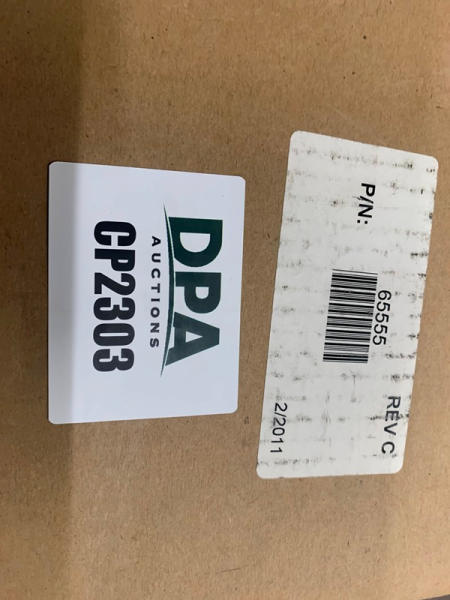 DPA
AUCTIONS
CP2303
REV C
65555
P/N:
2/2011